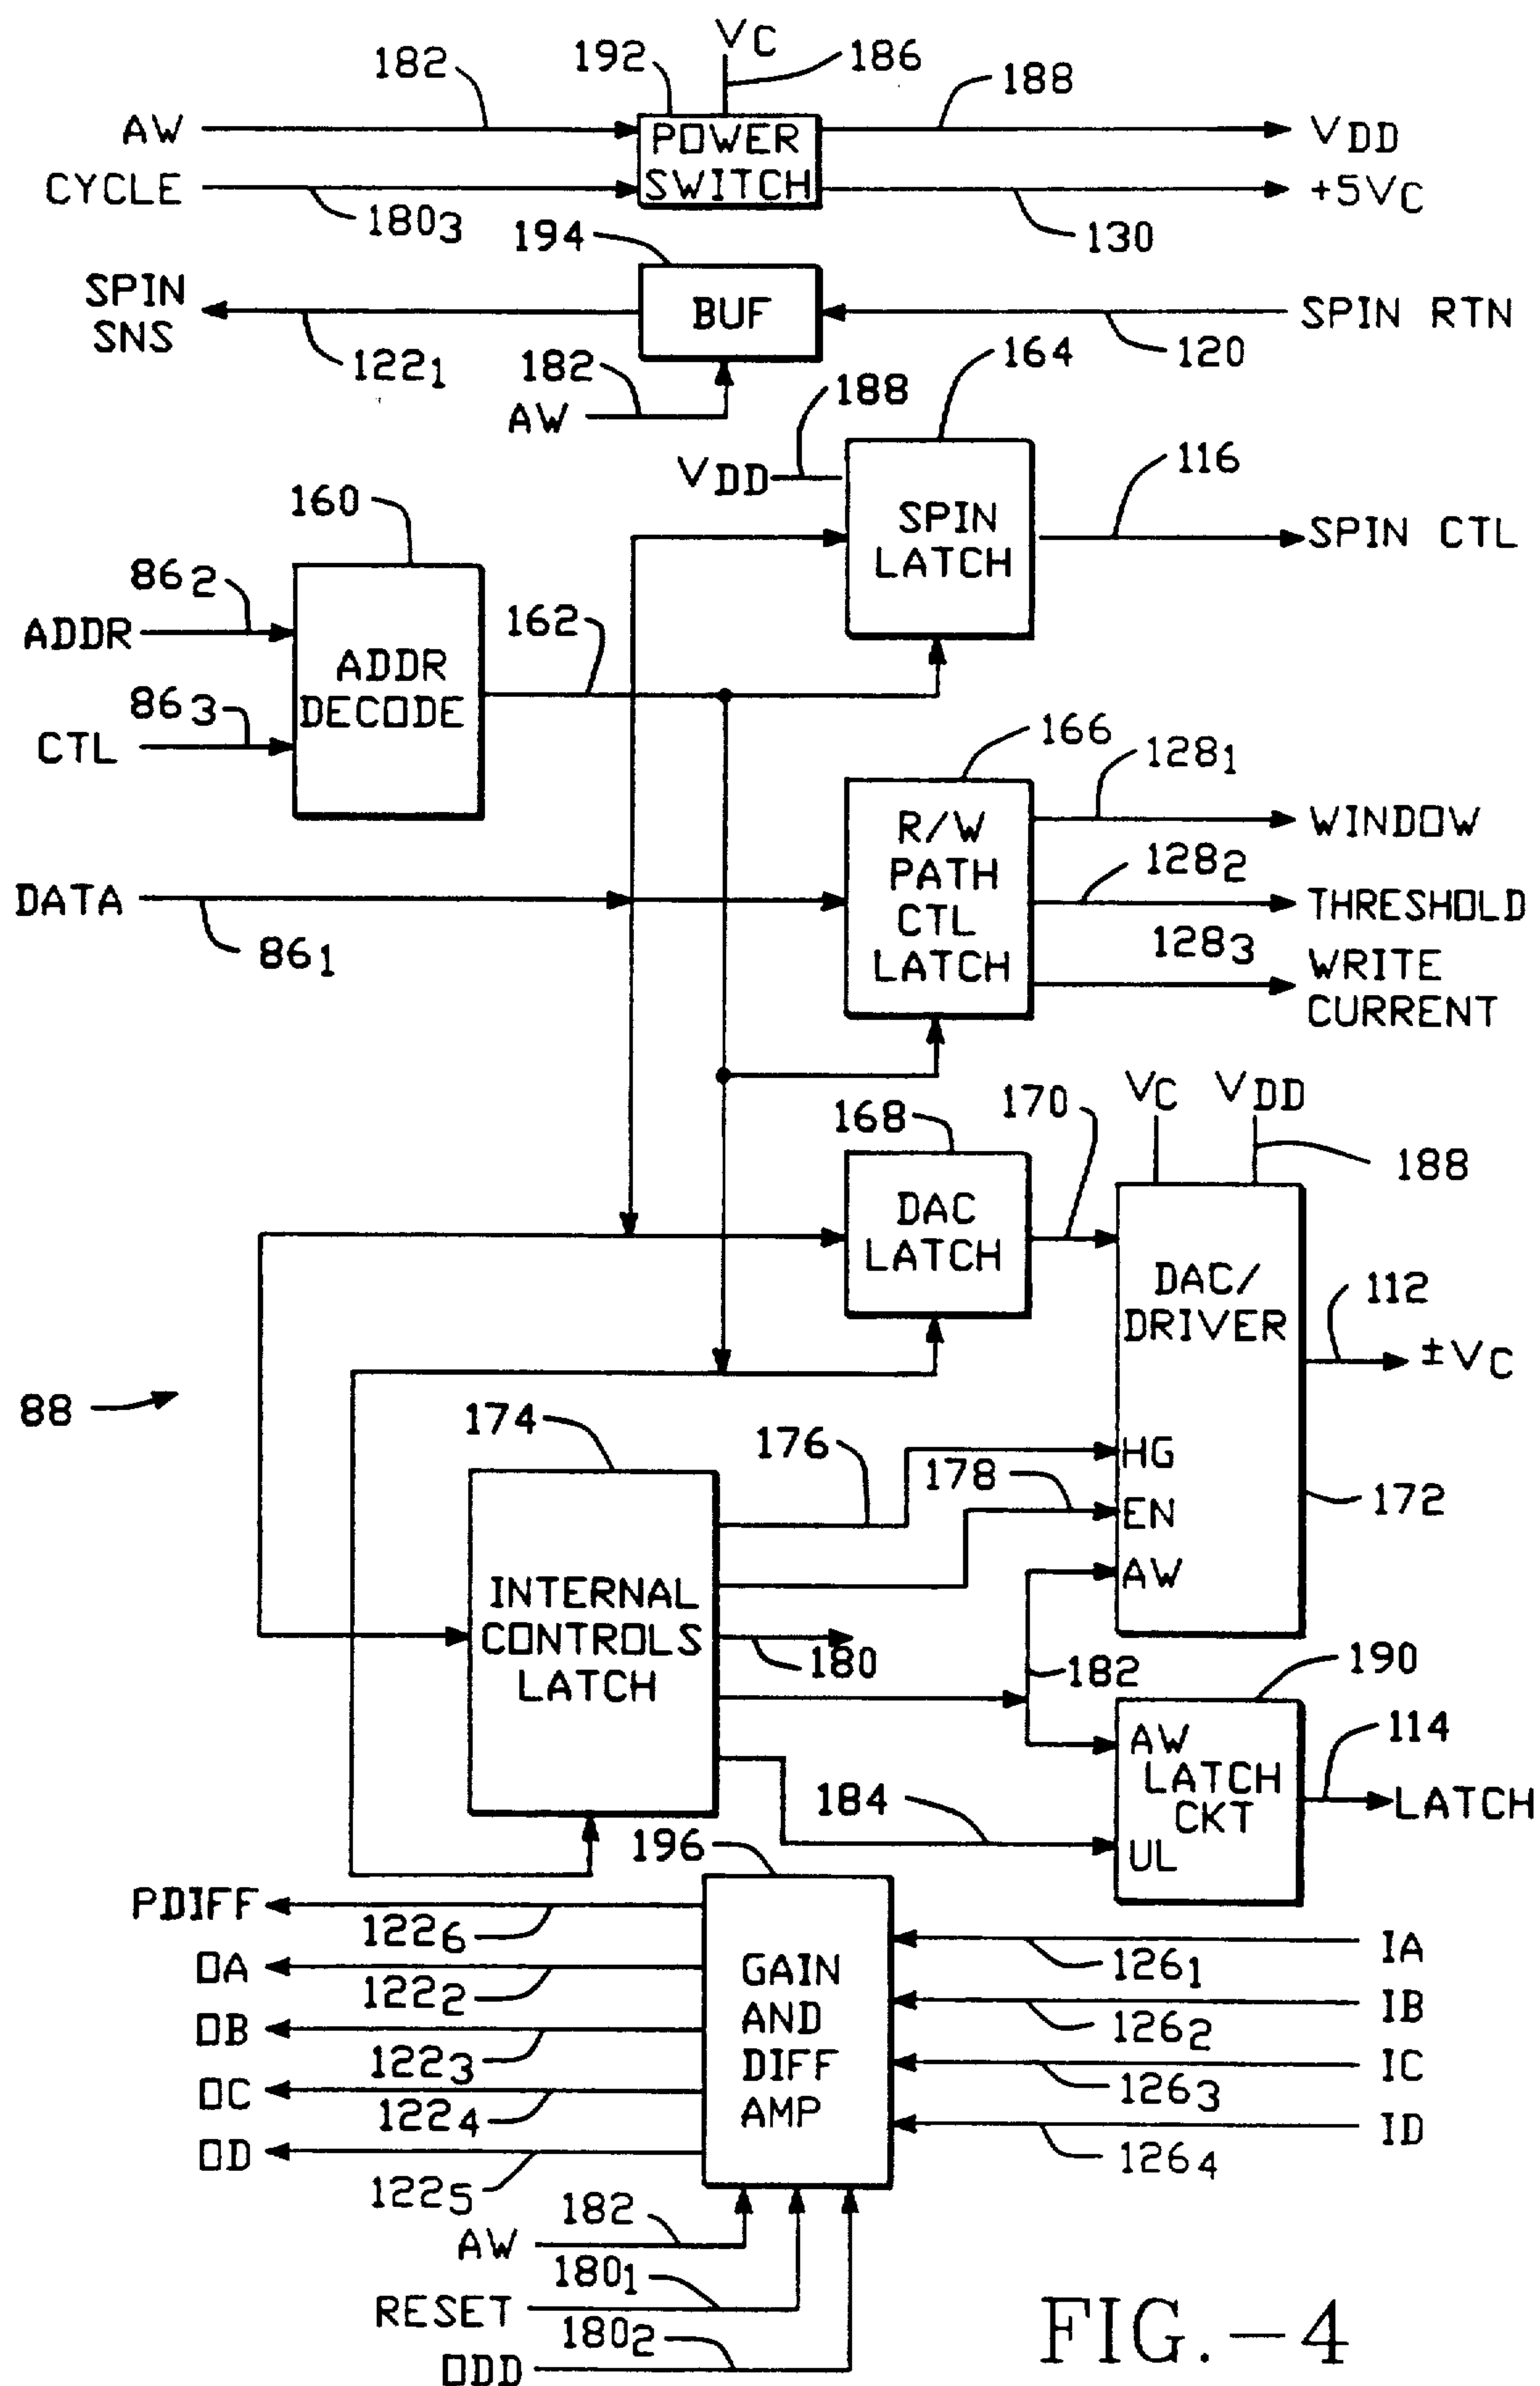 VC
182
192
186
188
AW
POWER
SWITCH
VDD
CYCLE
+5VC
1803
194
130
SPIN
SNS
BUF
SPIN RTN
1221
182
120
164
AW
188
VDD
116
160
SPIN
LATCH
SPIN CTL
862
ADDR
162
ADDR
DECODE
863
CTL
166
1281
R/W
PATH
CTL
LATCH
WINDOW
1282
DATA
THRESHOLD
861
1283
WRITE
CURRENT
VC VDD
168
170
188
DAC
LATCH
DAC/
DRIVER
112
±VC
88
174
176
HG
178
EN
172
AW
INTERNAL
CONTROLS
LATCH
180
182
190
AW
LATCH
CKT
114
184
LATCH
UL
196
PDIFF
1226
IA
OA
GAIN
AND
DIFF
AMP
1261
1222
IB
OB
1262
1223
IC
OC
1263
1224
ID
OD
1264
1225
182
AW
1801
RESET
1802
ODD
FIG.-4